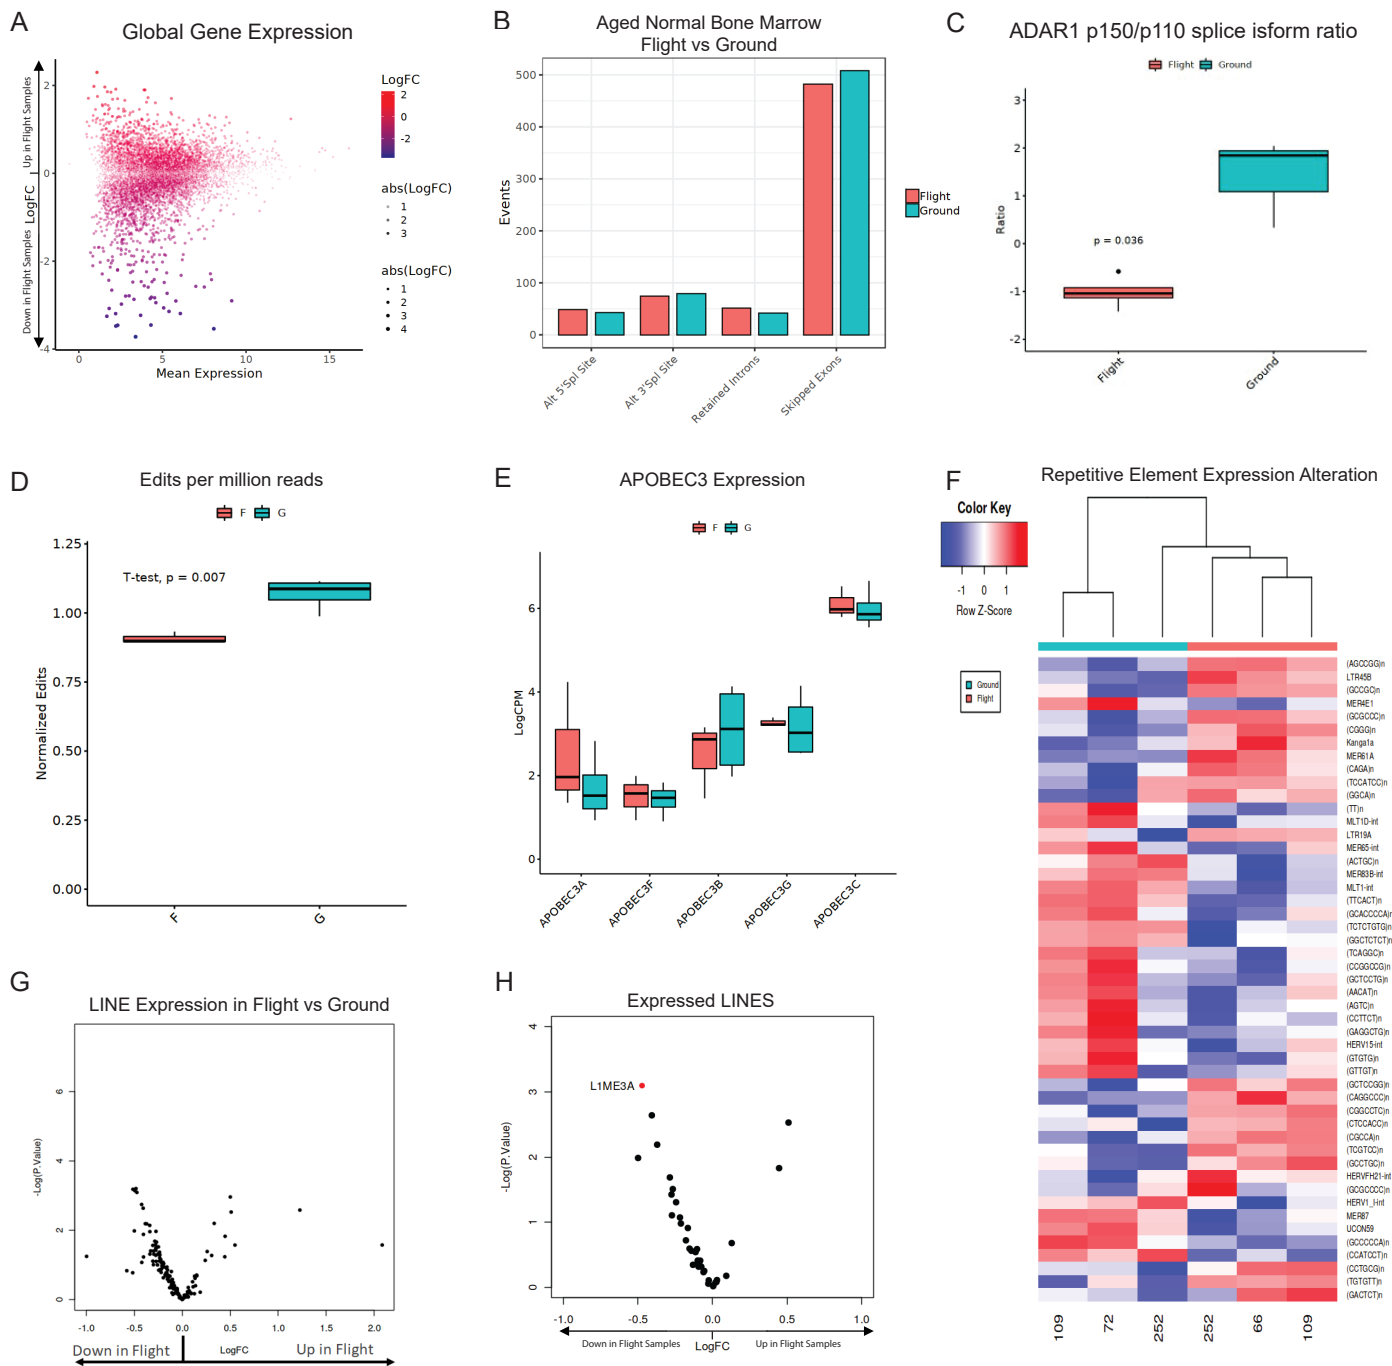 A
Global Gene Expression
Up in Flight Samples
LogFC
Down in Flight Samples
2
0
-2
-4
0
5
10
15
Mean Expression
LogFC
2
0
-2
abs(LogFC)
1
2
3
abs(LogFC)
1
2
3
4
B
Aged Normal Bone Marrow
Flight vs Ground
Events
500
400
300
200
100
0
Alt 5'Spl Site
Alt 3'Spl Site
Retained Introns
Skipped Exons
Flight
Ground
C
ADAR1 p150/p110 splice isform ratio
Flight
Ground
Ratio
3
2
1
0
-1
-2
p = 0.036
Flight
Ground
D
Edits per million reads
F
G
Normalized Edits
1.25
1.00
0.75
0.50
0.25
0.00
T-test, p = 0.007
F
G
E
APOBEC3 Expression
F
G
LogCPM
6
4
2
0
APOBEC3A
APOBEC3F
APOBEC3B
APOBEC3G
APOBEC3C
F
Repetitive Element Expression Alteration
Color Key
-1
0
1
Row Z-Score
Ground
Flight
(AGCCGG)n
LTR45B
(GCCGC)n
MER4E1
(GCGCCC)n
(CGGG)n
Kanga1a
MER61A
(CAGA)n
(TCCATCC)n
(GGCA)n
(TT)n
MLT1D-int
LTR19A
MER65-int
(ACTGC)n
MER83B-int
MLT1-int
(TTCACT)n
(GCACCCCA)n
(TCTCTGTG)n
(GGCTCTCT)n
(TCAGGC)n
(CCGGCCG)n
(GCTCCTG)n
(AACAT)n
(AGTC)n
(CCTTCT)n
(GAGGCTG)n
HERV15-int
(GTGTG)n
(GTTGT)n
(GCTCCGG)n
(CAGGCCC)n
(CGGCCTC)n
(CTCCACC)n
(CGCCA)n
(TCGTCC)n
(GCCTGC)n
HERVFH21-int
(GCGCCCC)n
HERV1_I-int
MER87
UCON59
(GCCCCCA)n
(CCATCCT)n
(CCTGCG)n
(TGTGTT)n
(GACTCT)n
109
72
252
252
66
109
G
LINE Expression in Flight vs Ground
-Log(P.Value)
6
4
2
0
-1.0
-0.5
0.0
0.5
1.0
1.5
2.0
Down in Flight
LogFC
Up in Flight
H
Expressed LINES
-Log(P.Value)
4
3
2
1
0
L1ME3A
-1.0
-0.5
0.0
0.5
1.0
Down in Flight Samples
LogFC
Up in Flight Samples